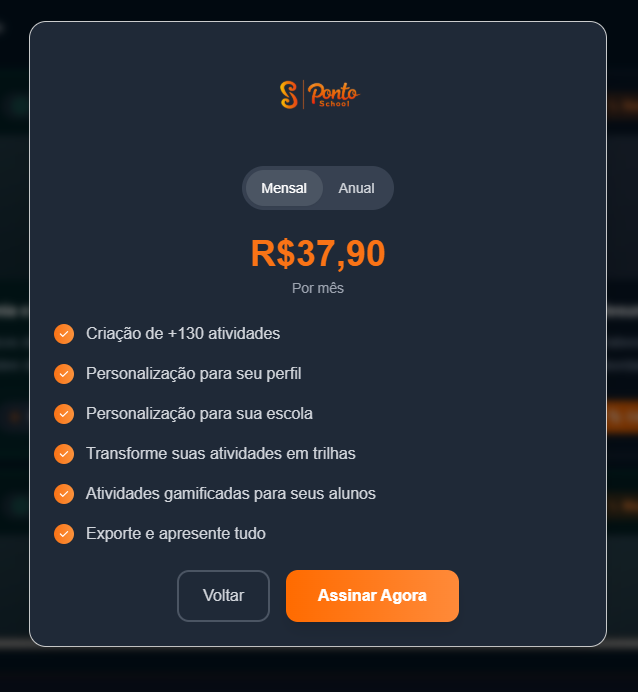 Ponto
School
Mensal Anual
R$37,90
Por mês
Criação de +130 atividades
Personalização para seu perfil
Personalização para sua escola
Transforme suas atividades em trilhas
Atividades gamificadas para seus alunos
Exporte e apresente tudo
Voltar Assinar Agora